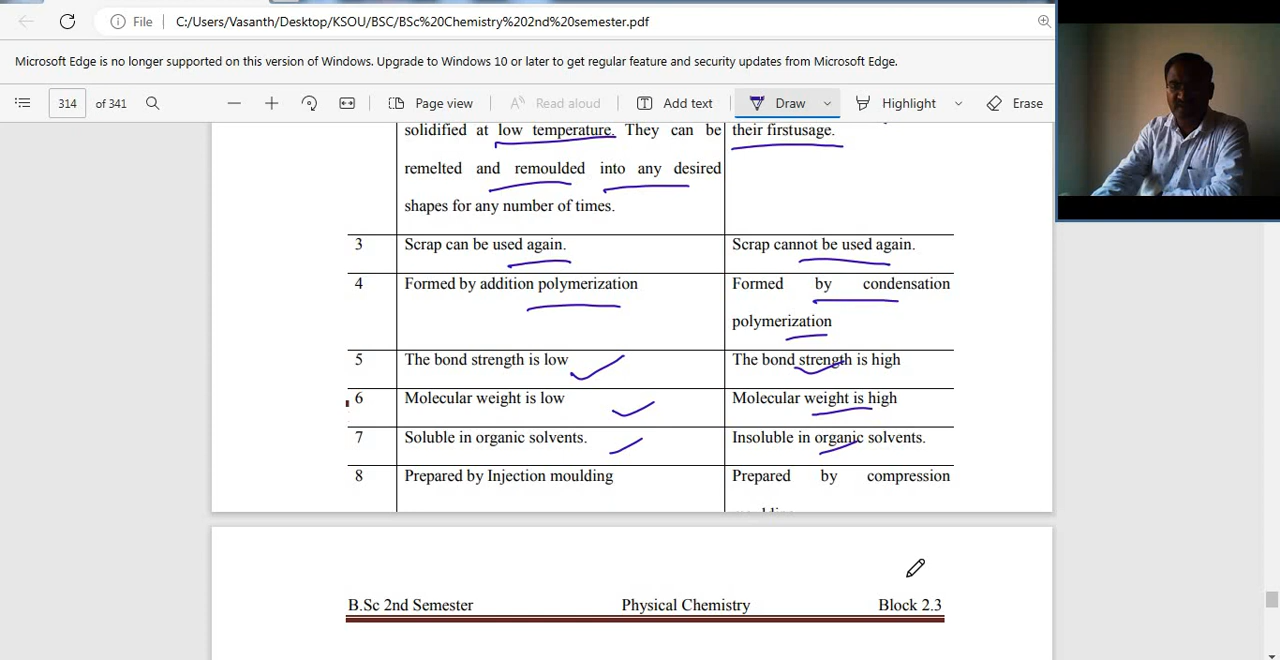 File
C:/Users/Vasanth/Desktop/KSOU/BSC/BSc%20Chemistry%202nd%20semester.pdf
Microsoft Edge is no longer supported on this version of Windows. Upgrade to Windows 10 or later to get regular feature and security updates from Microsoft Edge.
314 of 341
Page view
Read aloud
Add text
Draw
Highlight
Erase
solidified at low temperature. They can be
remelted and remoulded into any desired
shapes for any number of times.
their firstusage.
3 Scrap can be used again. Scrap cannot be used again.
4 Formed by addition polymerization
Formed by condensation
polymerization
5 The bond strength is low The bond strength is high
6 Molecular weight is low Molecular weight is high
7 Soluble in organic solvents. Insoluble in organic solvents.
8 Prepared by Injection moulding Prepared by compression
B.Sc 2nd Semester Physical Chemistry Block 2.3